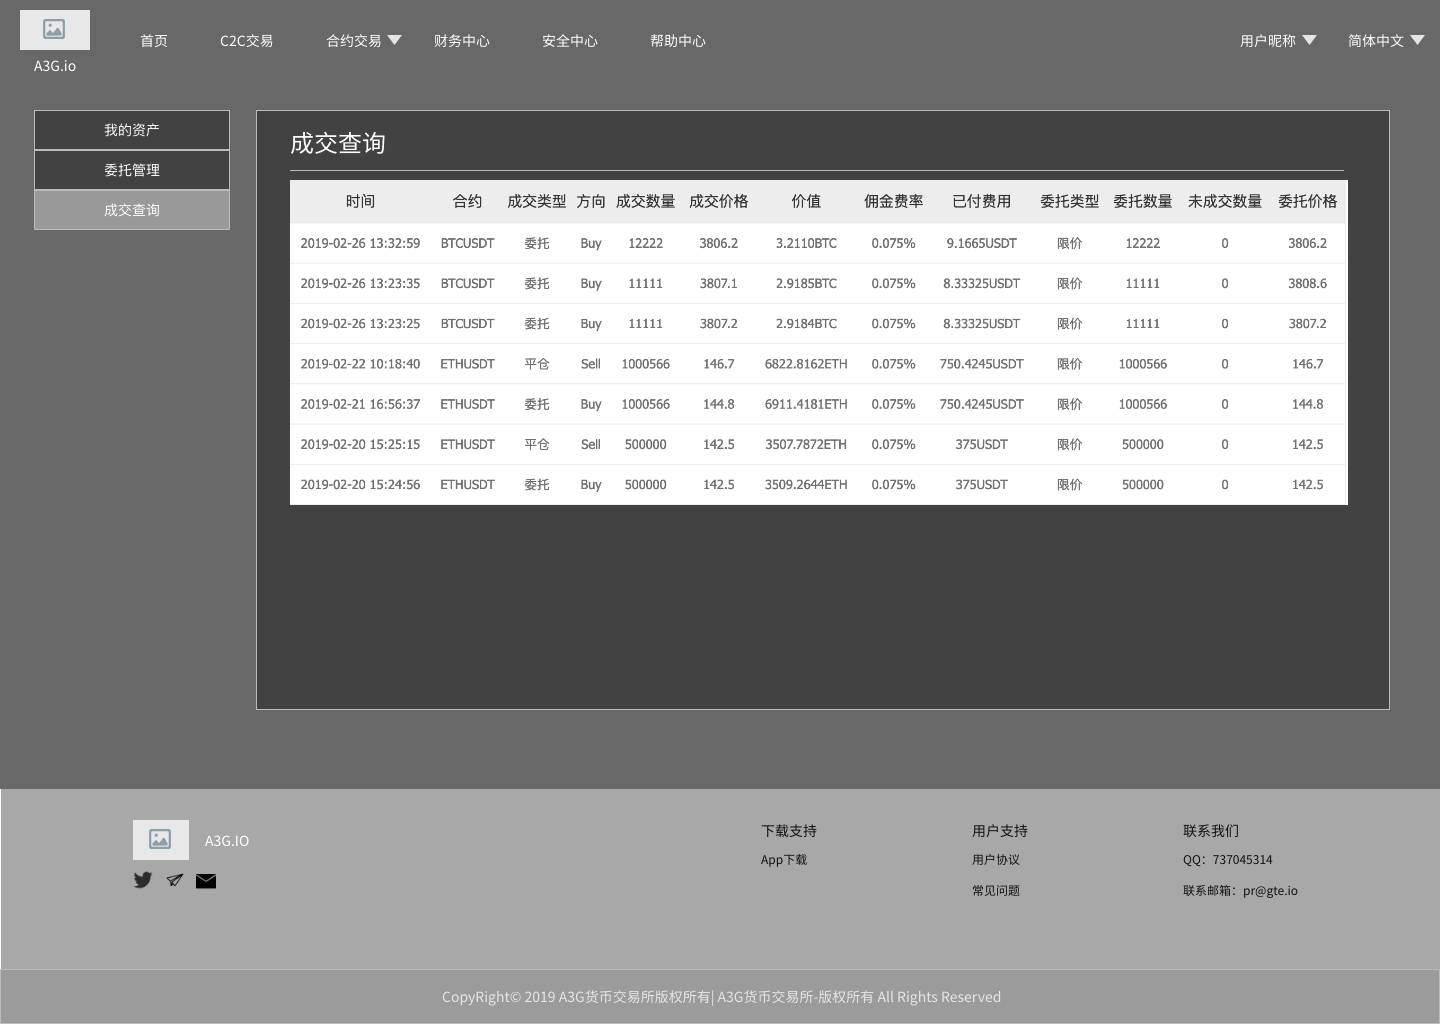 A3G.io
首页 C2C交易 合约交易 财务中心 安全中心 帮助中心 用户昵称 简体中文
我的资产
委托管理
成交查询
成交查询
时间 合约 成交类型 方向 成交数量 成交价格 价值 佣金费率 已付费用 委托类型 委托数量 未成交数量 委托价格
2019-02-26 13:32:59 BTCUSDT 委托 Buy 12222 3806.2 3.2110BTC 0.075% 9.1665USDT 限价 12222 0 3806.2
2019-02-26 13:23:35 BTCUSDT 委托 Buy 11111 3807.1 2.9185BTC 0.075% 8.33325USDT 限价 11111 0 3808.6
2019-02-26 13:23:25 BTCUSDT 委托 Buy 11111 3807.2 2.9184BTC 0.075% 8.33325USDT 限价 11111 0 3807.2
2019-02-22 10:18:40 ETHUSDT 平仓 Sell 1000566 146.7 6822.8162ETH 0.075% 750.4245USDT 限价 1000566 0 146.7
2019-02-21 16:56:37 ETHUSDT 委托 Buy 1000566 144.8 6911.4181ETH 0.075% 750.4245USDT 限价 1000566 0 144.8
2019-02-20 15:25:15 ETHUSDT 平仓 Sell 500000 142.5 3507.7872ETH 0.075% 375USDT 限价 500000 0 142.5
2019-02-20 15:24:56 ETHUSDT 委托 Buy 500000 142.5 3509.2644ETH 0.075% 375USDT 限价 500000 0 142.5
A3G.IO
下载支持
App下载
用户支持
用户协议
常见问题
联系我们
QQ：737045314
联系邮箱：pr@gte.io
CopyRight© 2019 A3G货币交易所版权所有| A3G货币交易所-版权所有 All Rights Reserved